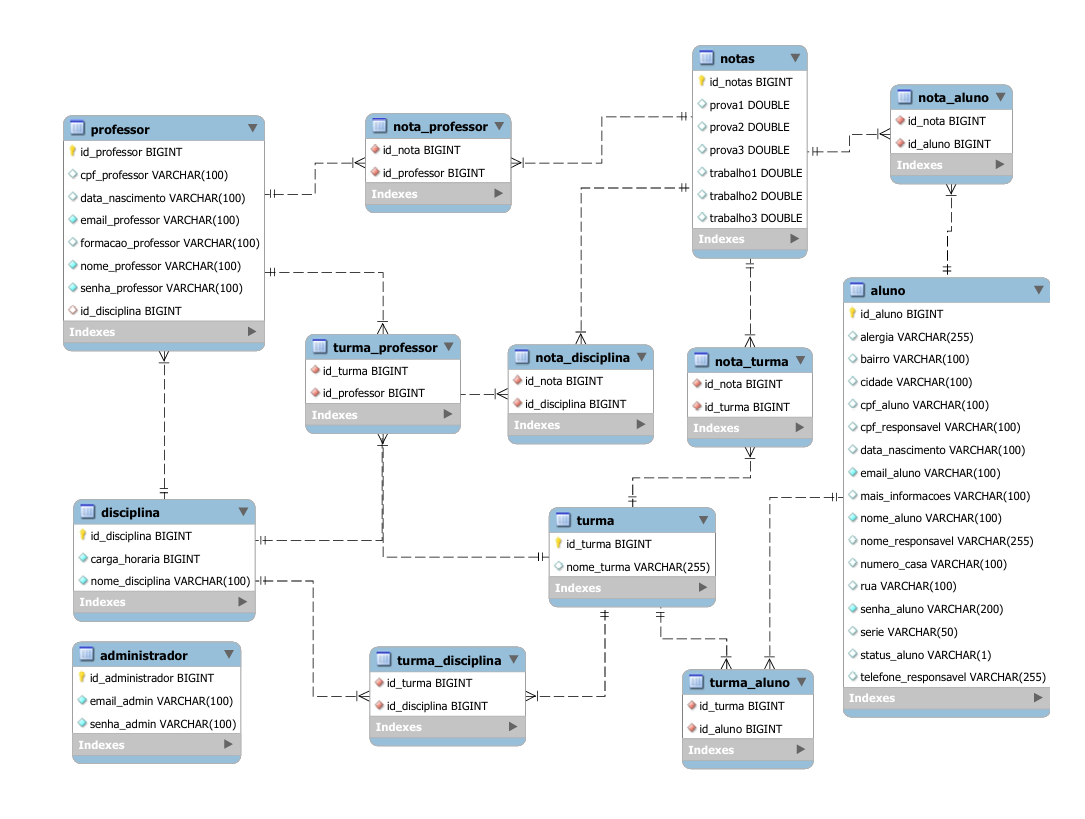 professor
id_professor BIGINT
cpf_professor VARCHAR(100)
data_nascimento VARCHAR(100)
email_professor VARCHAR(100)
formacao_professor VARCHAR(100)
nome_professor VARCHAR(100)
senha_professor VARCHAR(100)
id_disciplina BIGINT
Indexes
nota_professor
id_nota BIGINT
id_professor BIGINT
Indexes
notas
id_notas BIGINT
prova1 DOUBLE
prova2 DOUBLE
prova3 DOUBLE
trabalho1 DOUBLE
trabalho2 DOUBLE
trabalho3 DOUBLE
Indexes
nota_aluno
id_nota BIGINT
id_aluno BIGINT
Indexes
turma_professor
id_turma BIGINT
id_professor BIGINT
Indexes
nota_disciplina
id_nota BIGINT
id_disciplina BIGINT
Indexes
nota_turma
id_nota BIGINT
id_turma BIGINT
Indexes
aluno
id_aluno BIGINT
alergia VARCHAR(255)
bairro VARCHAR(100)
cidade VARCHAR(100)
cpf_aluno VARCHAR(100)
cpf_responsavel VARCHAR(100)
data_nascimento VARCHAR(100)
email_aluno VARCHAR(100)
mais_informacoes VARCHAR(100)
nome_aluno VARCHAR(100)
nome_responsavel VARCHAR(255)
numero_casa VARCHAR(100)
rua VARCHAR(100)
senha_aluno VARCHAR(200)
serie VARCHAR(50)
status_aluno VARCHAR(1)
telefone_responsavel VARCHAR(255)
Indexes
disciplina
id_disciplina BIGINT
carga_horaria BIGINT
nome_disciplina VARCHAR(100)
Indexes
turma
id_turma BIGINT
nome_turma VARCHAR(255)
Indexes
administrador
id_administrador BIGINT
email_admin VARCHAR(100)
senha_admin VARCHAR(100)
Indexes
turma_disciplina
id_turma BIGINT
id_disciplina BIGINT
Indexes
turma_aluno
id_turma BIGINT
id_aluno BIGINT
Indexes